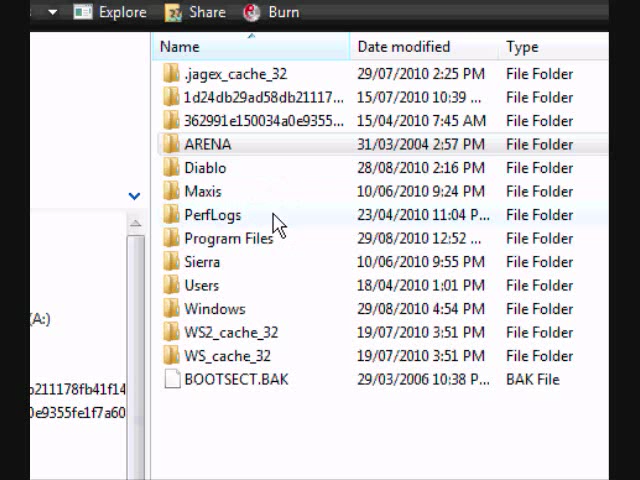 Explore Share Burn
Name Date modified Type
.jagex_cache_32 29/07/2010 2:25 PM File Folder
1d24db29ad58db21117... 15/07/2010 10:39 ... File Folder
362991e150034a0e9355... 15/04/2010 7:45 AM File Folder
ARENA 31/03/2004 2:57 PM File Folder
Diablo 28/08/2010 2:16 PM File Folder
Maxis 10/06/2010 9:24 PM File Folder
PerfLogs 23/04/2010 11:04 P... File Folder
Program Files 29/08/2010 12:52 ... File Folder
Sierra 10/06/2010 9:55 PM File Folder
Users 18/04/2010 1:01 PM File Folder
Windows 29/08/2010 4:54 PM File Folder
(A:)
WS2_cache_32 19/07/2010 3:51 PM File Folder
WS_cache_32 19/07/2010 3:51 PM File Folder
BOOTSECT.BAK 29/03/2006 10:38 P... BAK File
b211178fb41f14
0e9355fe1f7a60